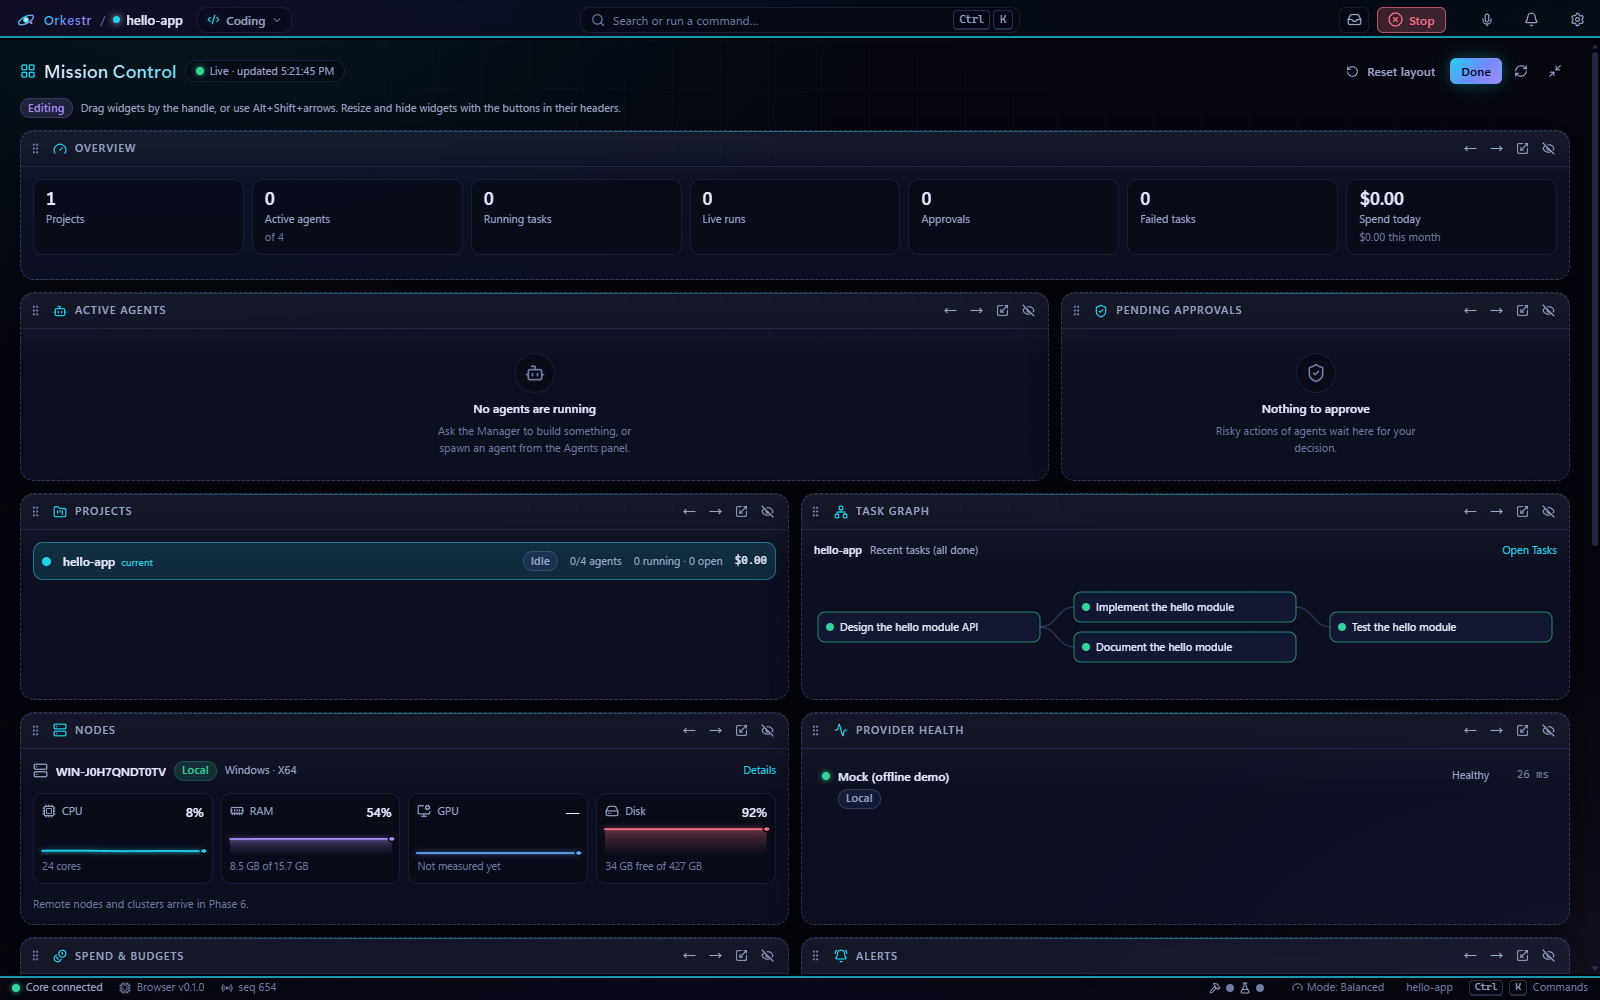 Orkestr / hello-app Coding Search or run a command... Ctrl K Stop
Mission Control Live · updated 5:21:45 PM Reset layout Done
Editing Drag widgets by the handle, or use Alt+Shift+arrows. Resize and hide widgets with the buttons in their headers.
OVERVIEW
1 0 0 0 0 0 $0.00
Projects Active agents Running tasks Live runs Approvals Failed tasks Spend today
of 4 $0.00 this month
ACTIVE AGENTS PENDING APPROVALS
No agents are running Nothing to approve
Ask the Manager to build something, or Risky actions of agents wait here for your
spawn an agent from the Agents panel. decision.
PROJECTS TASK GRAPH
hello-app Recent tasks (all done) Open Tasks
hello-app current Idle 0/4 agents 0 running · 0 open $0.00
Implement the hello module
Design the hello module API Test the hello module
Document the hello module
NODES PROVIDER HEALTH
WIN-J0H7QNDT0TV Local Windows · X64 Details
Mock (offline demo) Healthy 26 ms
Local
CPU 8% RAM 54% GPU — Disk 92%
24 cores 8.5 GB of 15.7 GB Not measured yet 34 GB free of 427 GB
Remote nodes and clusters arrive in Phase 6.
SPEND & BUDGETS ALERTS
Core connected Browser v0.1.0 seq 654 Mode: Balanced hello-app Ctrl K Commands